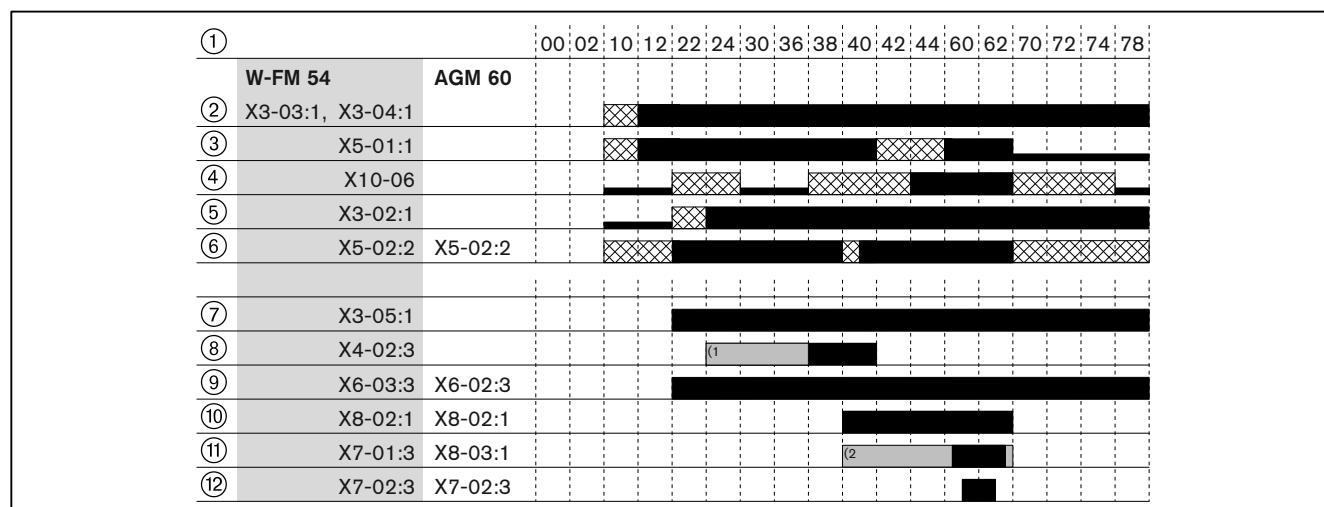 ① 00 02 10 12 22 24 30 36 38 40 42 44 60 62 70 72 74 78
W-FM 54 AGM 60
② X3-03:1, X3-04:1
③ X5-01:1
④ X10-06
⑤ X3-02:1
⑥ X5-02:2 X5-02:2
⑦ X3-05:1
⑧ X4-02:3 (1
⑨ X6-03:3 X6-02:3
⑩ X8-02:1 X8-02:1
⑪ X7-01:3 X8-03:1 (2
⑫ X7-02:3 X7-02:3